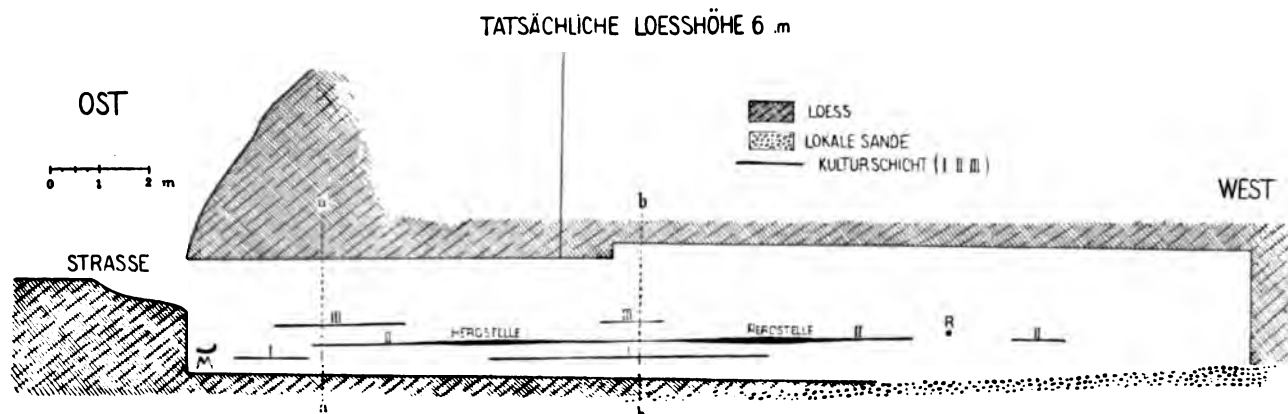 TATSÄCHLICHE LOESSHÖHE 6 .m
OST
LOESS
LOKALE SANDE
KULTURSCHICHT (I II III)
0 1 2 m
WEST
a b
STRASSE
III III
HERDSTELLE HERDSTELLE R
II II II
M I I
a b